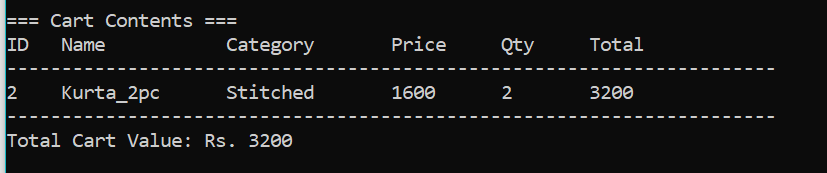 === Cart Contents ===
ID   Name           Category       Price     Qty     Total
----------------------------------------------------------------------
2    Kurta_2pc      Stitched       1600      2       3200
----------------------------------------------------------------------
Total Cart Value: Rs. 3200